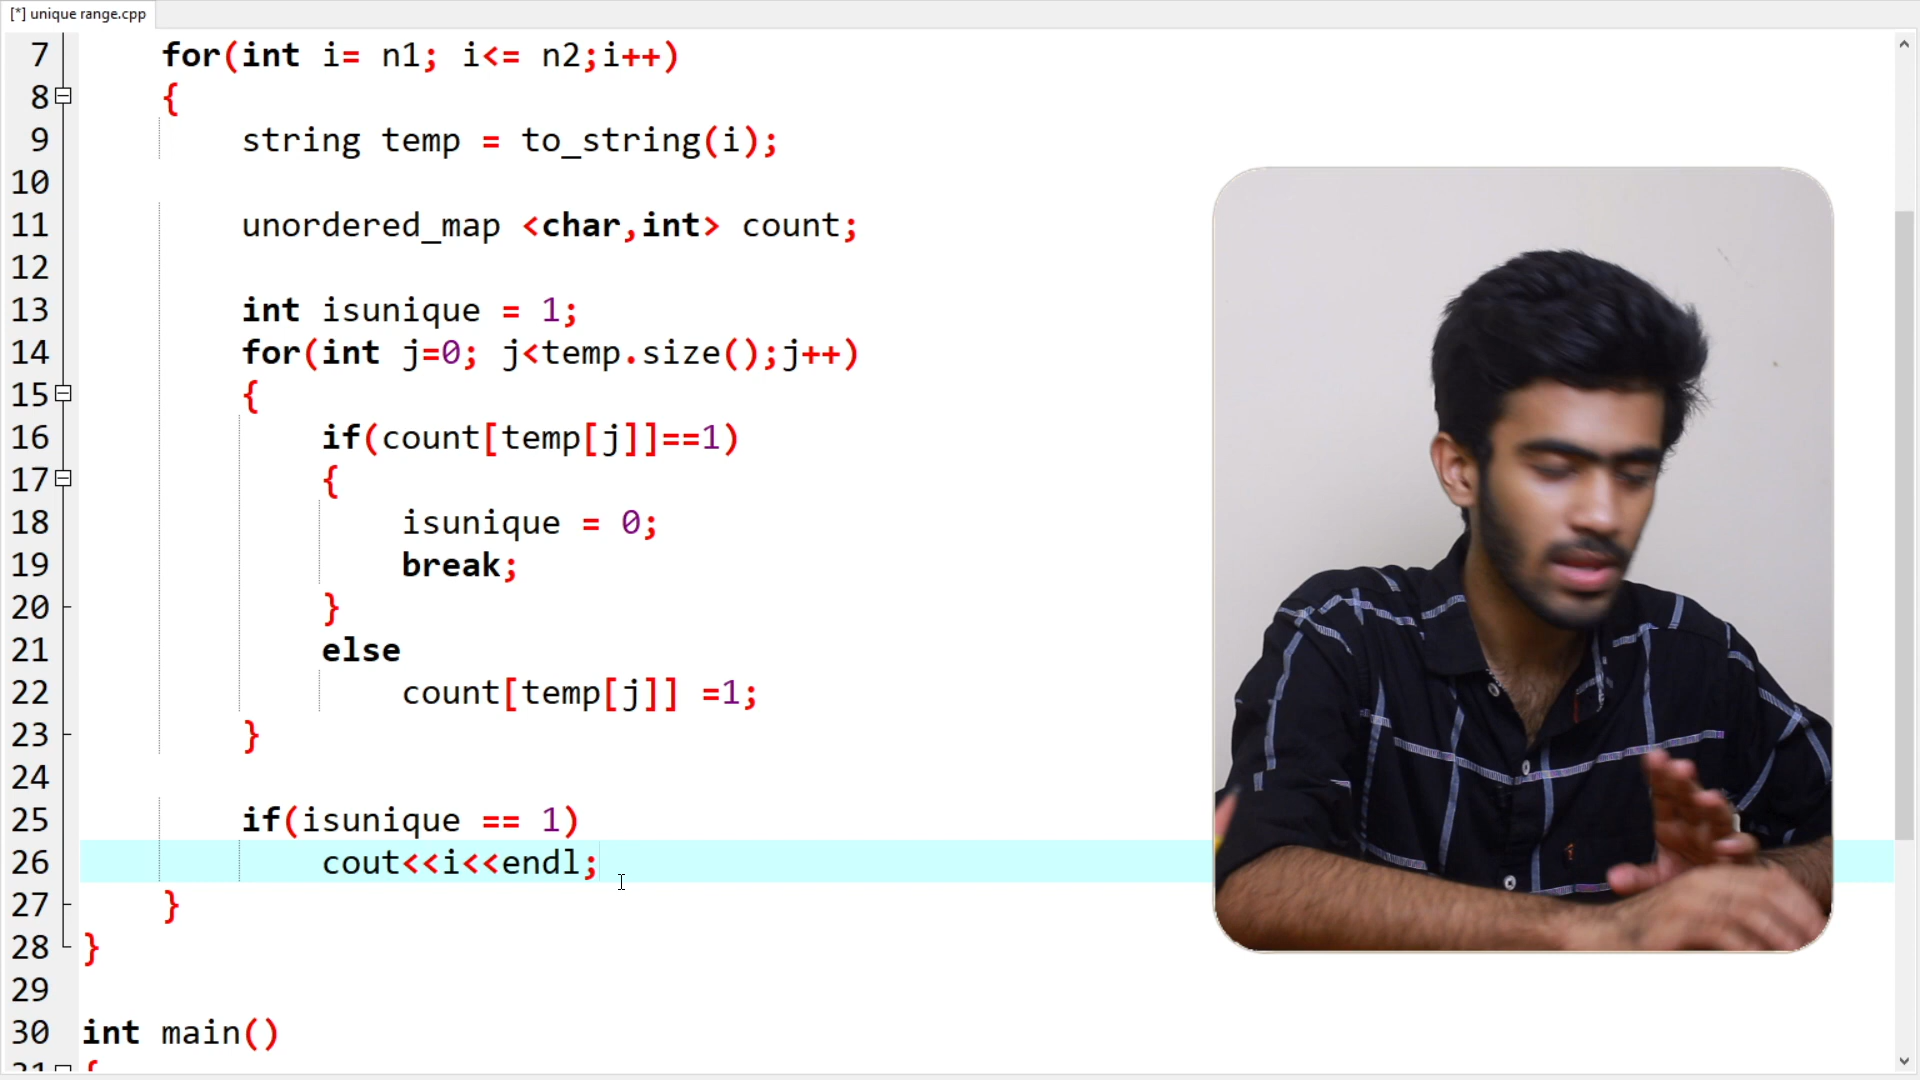 [*] unique range.cpp
7 for(int i= n1; i<= n2;i++)
8 {
9 string temp = to_string(i);
10
11 unordered_map <char,int> count;
12
13 int isunique = 1;
14 for(int j=0; j<temp.size();j++)
15 {
16 if(count[temp[j]]==1)
17 {
18 isunique = 0;
19 break;
20 }
21 else
22 count[temp[j]] =1;
23 }
24
25 if(isunique == 1)
26 cout<<i<<endl;
27 }
28 }
29
30 int main()
31 {